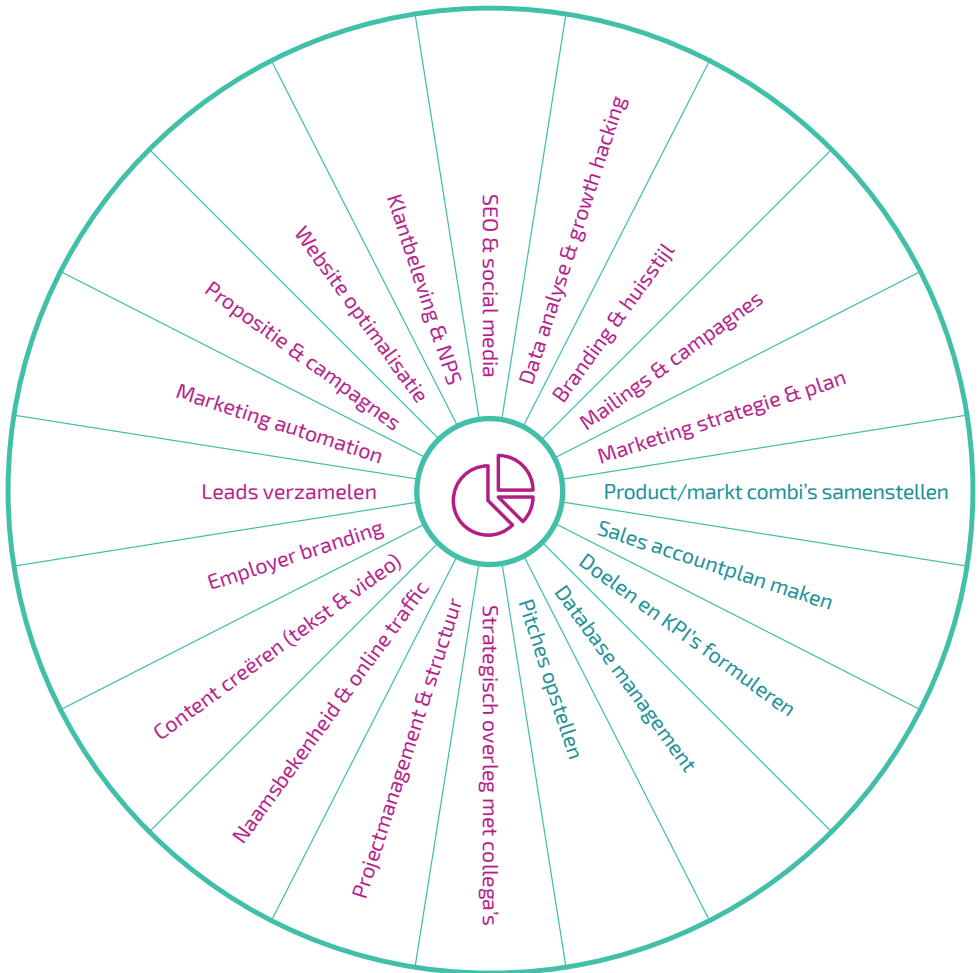 SEO & social media
Data analyse & growth hacking
Branding & huisstijl
Mailings & campagnes
Marketing strategie & plan
Product/markt combi’s samenstellen
Sales accountplan maken
Doelen en KPI's formuleren
Database management
Pitches opstellen
Strategisch overleg met collega's
Projectmanagement & structuur
Naamsbekenheid & online traffic
Content creëren (tekst & video)
Employer branding
Leads verzamelen
Marketing automation
Propositie & campagnes
Website optimalisatie
Klantbeleving & NPS